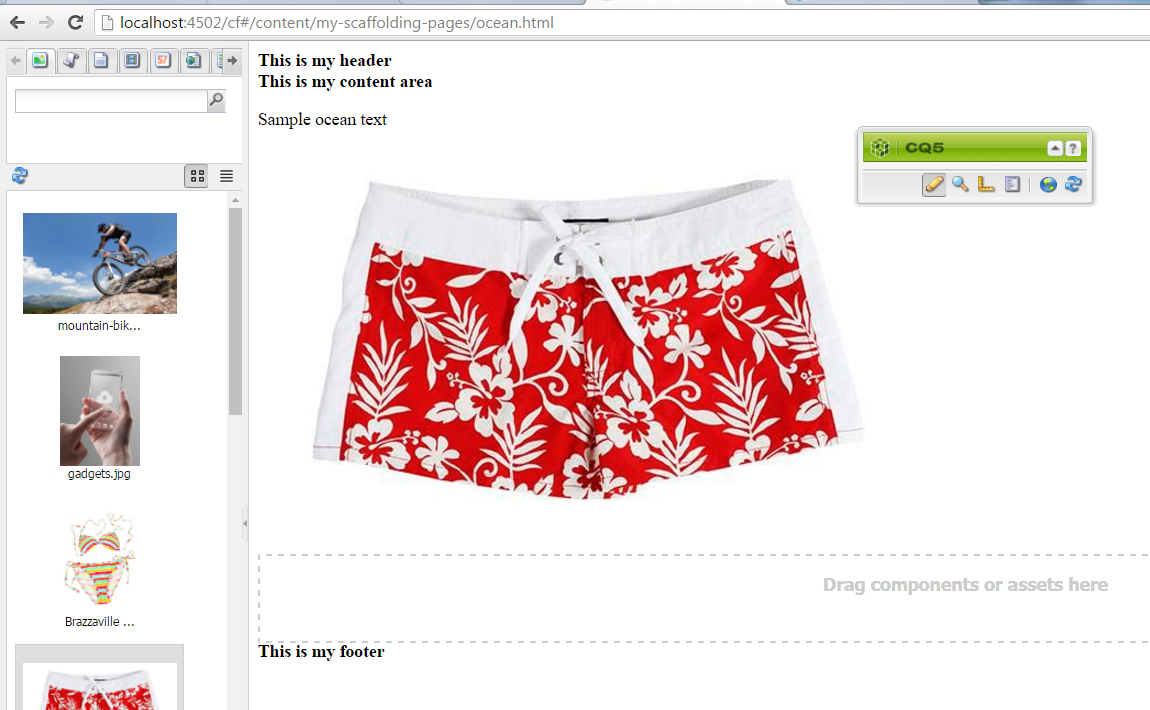 localhost:4502/cf#/content/my-scaffolding-pages/ocean.html
S7
mountain-bik...
gadgets.jpg
Brazzaville ...
This is my header
This is my content area
Sample ocean text
CQ5
?
Drag components or assets here
This is my footer